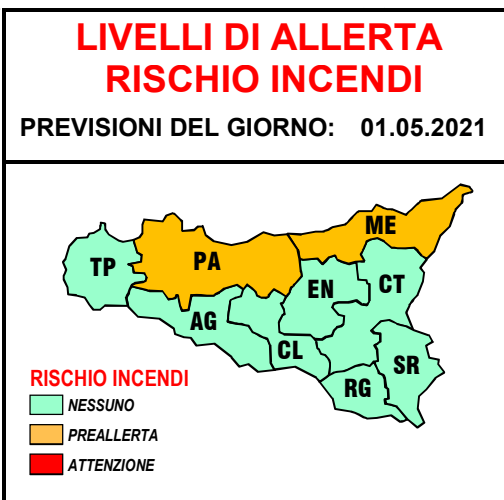 LIVELLI DI ALLERTA
RISCHIO INCENDI
PREVISIONI DEL GIORNO: 01.05.2021
ME
TP
PA
EN
CT
AG
CL
SR
RG
RISCHIO INCENDI
NESSUNO
PREALLERTA
ATTENZIONE